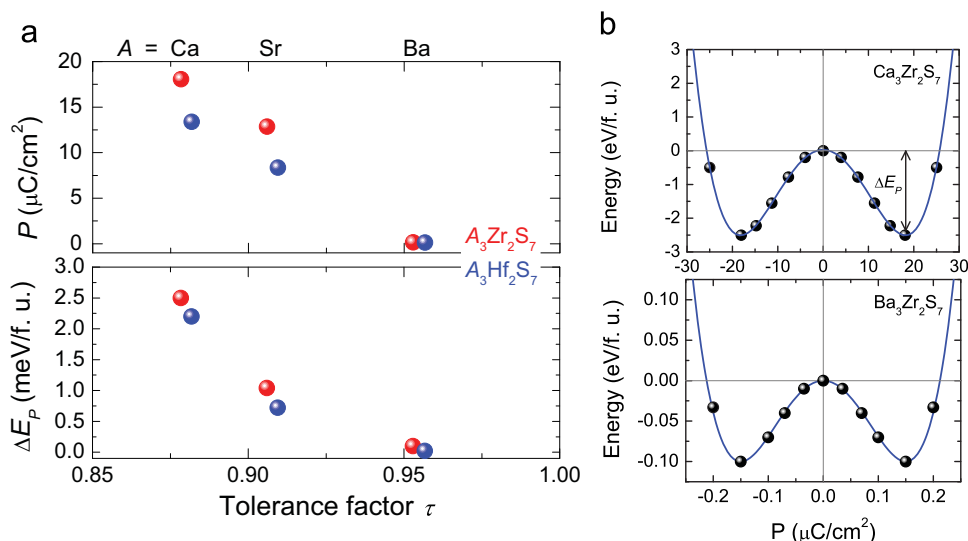 a
A = Ca Sr Ba
20
15
10
5
0
P (μC/cm²)
A₃Zr₂S₇
A₃Hf₂S₇
3.0
2.5
2.0
1.5
1.0
0.5
0.0
ΔE_P (meV/f. u.)
0.85 0.90 0.95 1.00
Tolerance factor τ
b
3
2
1
0
-1
-2
-3
Energy (eV/f. u.)
Ca₃Zr₂S₇
ΔE_P
-30 -20 -10 0 10 20 30
0.10
0.05
0.00
-0.05
-0.10
Energy (eV/f. u.)
Ba₃Zr₂S₇
-0.2 -0.1 0.0 0.1 0.2
P (μC/cm²)